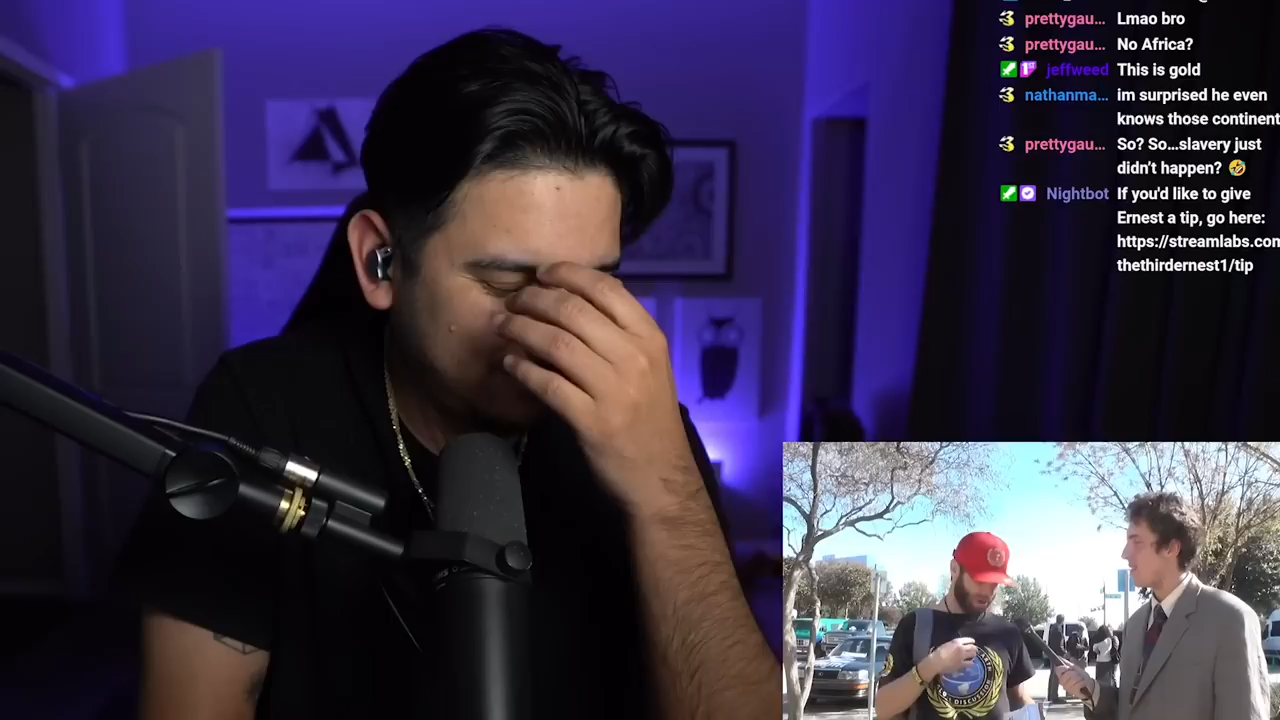 prettygau... Lmao bro
prettygau... No Africa?
jeffweed This is gold
nathanma... im surprised he even
knows those continent
prettygau... So? So...slavery just
didn't happen? 🤣
Nightbot If you'd like to give
Ernest a tip, go here:
https://streamlabs.com
thethirdernest1/tip
DISCUSSION